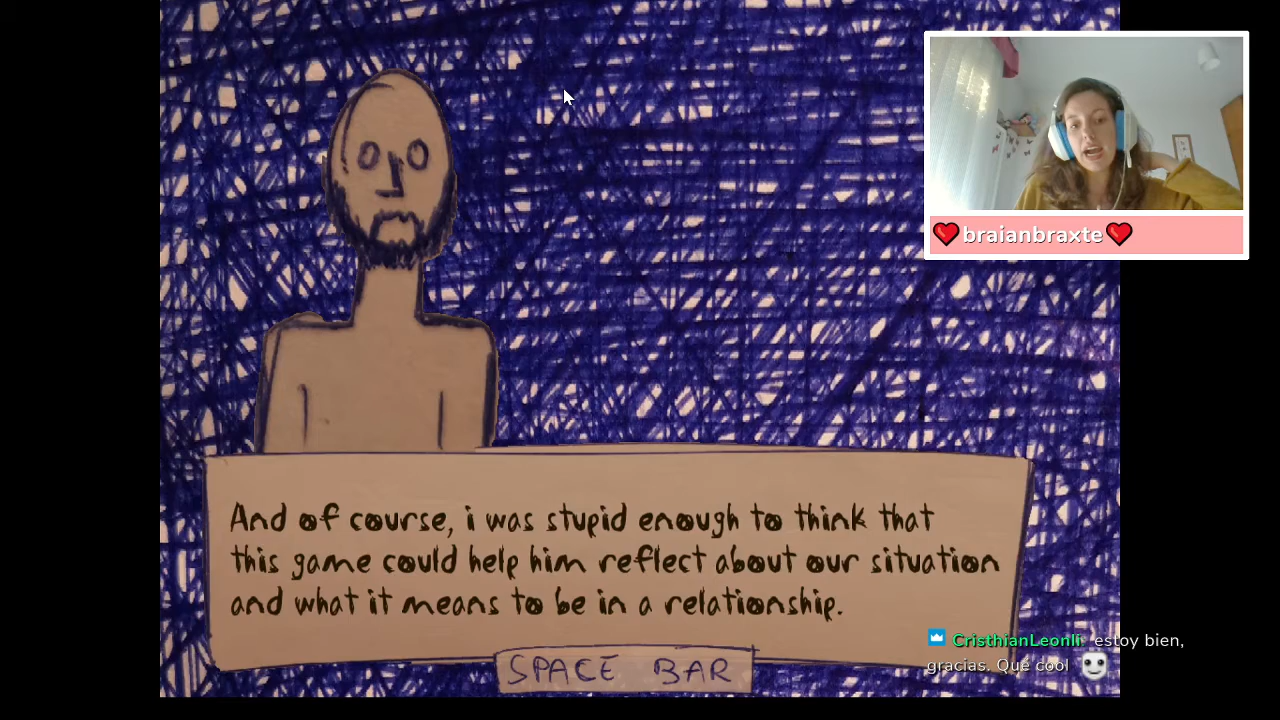 ❤️braianbraxte❤️
And of course, i was stupid enough to think that
this game could help him reflect about our situation
and what it means to be in a relationship.
SPACE BAR
CristhianLeonli estoy bien,
gracias. Qué cool